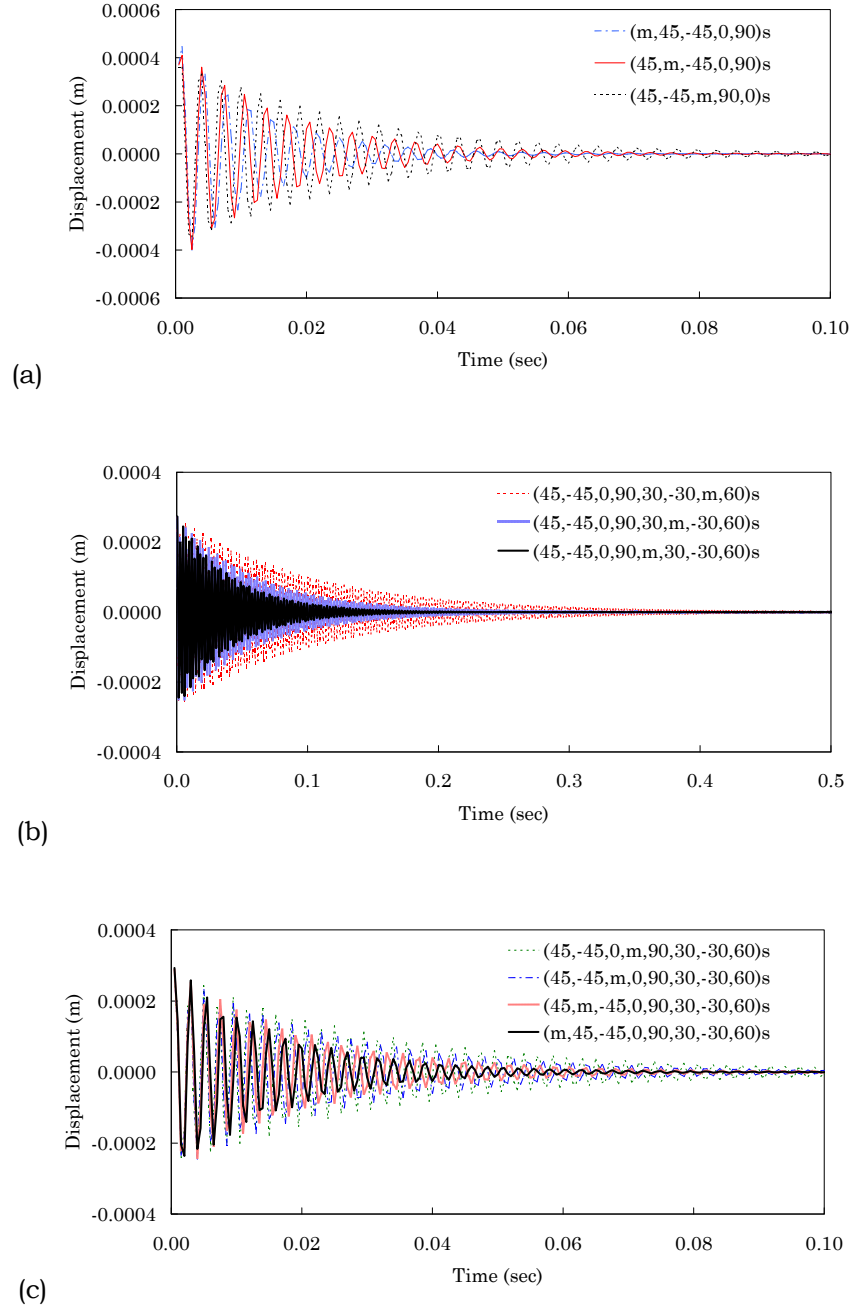 0.0006
0.0004
0.0002
0.0000
-0.0002
-0.0004
-0.0006
Displacement (m)
(m,45,-45,0,90)s
(45,m,-45,0,90)s
(45,-45,m,90,0)s
0.00 0.02 0.04 0.06 0.08 0.10
Time (sec)
(a)
0.0004
0.0002
0.0000
-0.0002
-0.0004
Displacement (m)
(45,-45,0,90,30,-30,m,60)s
(45,-45,0,90,30,m,-30,60)s
(45,-45,0,90,m,30,-30,60)s
0.0 0.1 0.2 0.3 0.4 0.5
Time (sec)
(b)
0.0004
0.0002
0.0000
-0.0002
-0.0004
Displacement (m)
(45,-45,0,m,90,30,-30,60)s
(45,-45,m,0,90,30,-30,60)s
(45,m,-45,0,90,30,-30,60)s
(m,45,-45,0,90,30,-30,60)s
0.00 0.02 0.04 0.06 0.08 0.10
Time (sec)
(c)